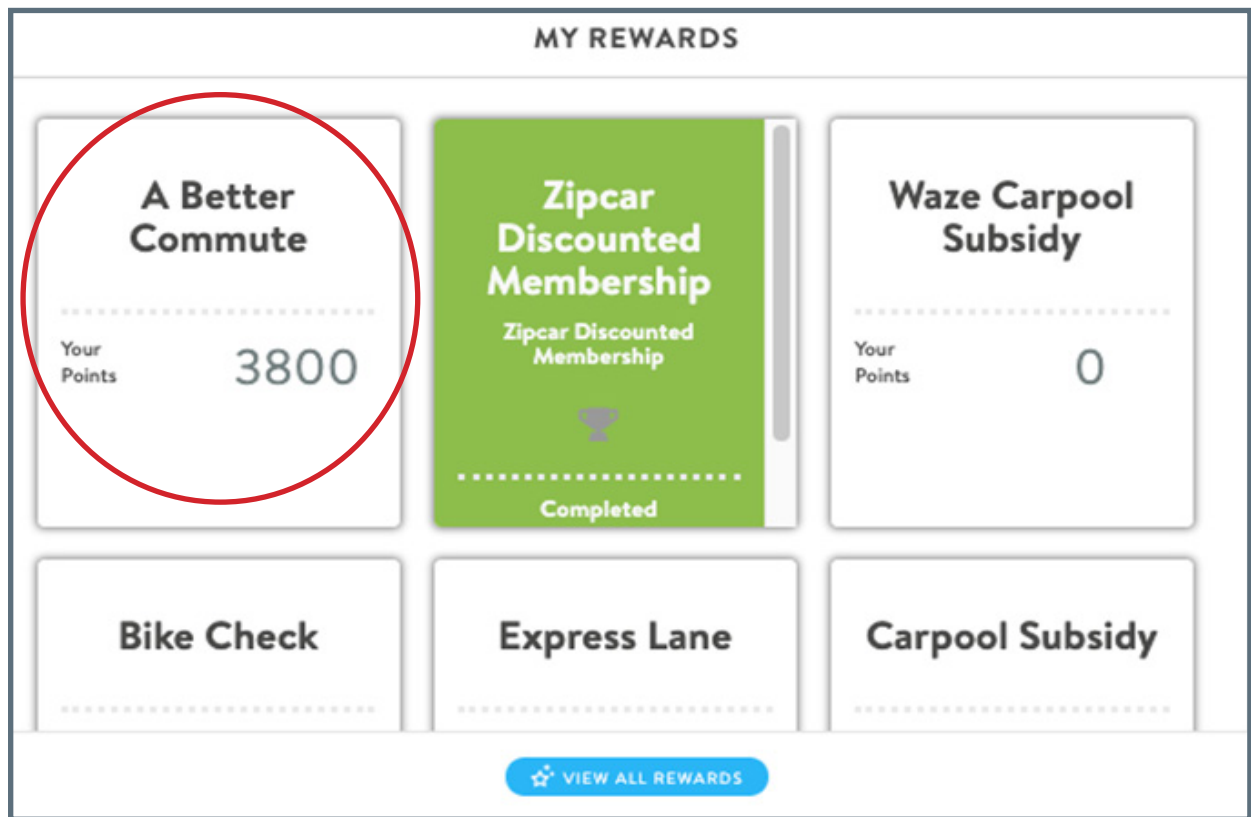 MY REWARDS
A Better
Commute
Your
Points
3800
Zipcar
Discounted
Membership
Zipcar Discounted
Membership
Completed
Waze Carpool
Subsidy
Your
Points
0
Bike Check
Express Lane
Carpool Subsidy
VIEW ALL REWARDS